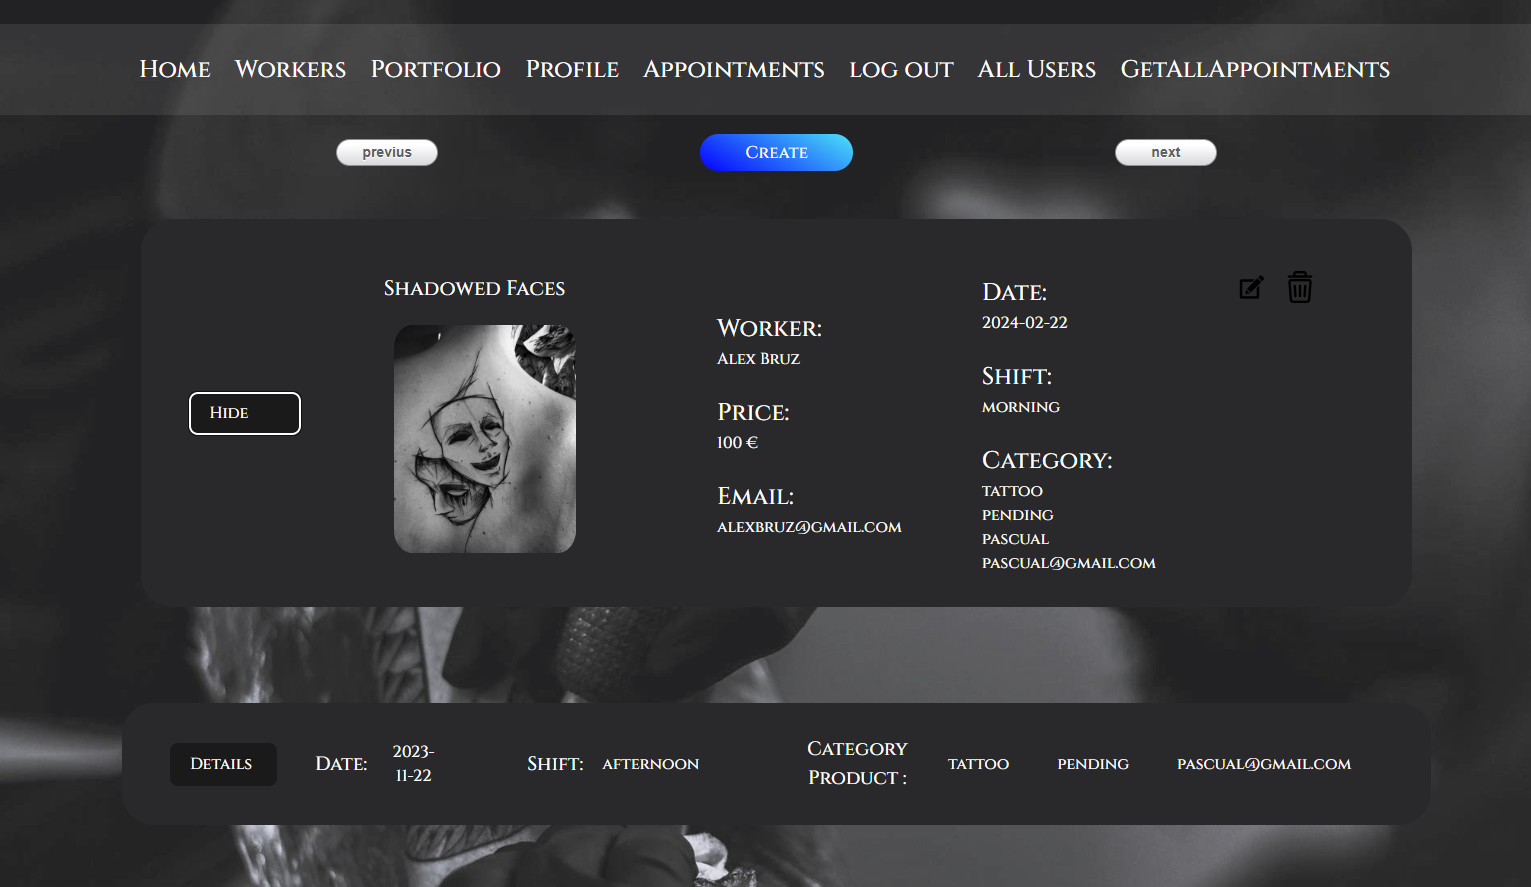 Home Workers Portfolio Profile Appointments log out All Users GetAllAppointments
previus Create next
Shadowed Faces
Hide
Worker:
Alex Bruz
Price:
100 €
Email:
alexbruz@gmail.com
Date:
2024-02-22
Shift:
morning
Category:
tattoo
pending
pascual
pascual@gmail.com
Details
Date:
2023-
11-22
Shift: afternoon
Category
Product :
tattoo
pending
pascual@gmail.com